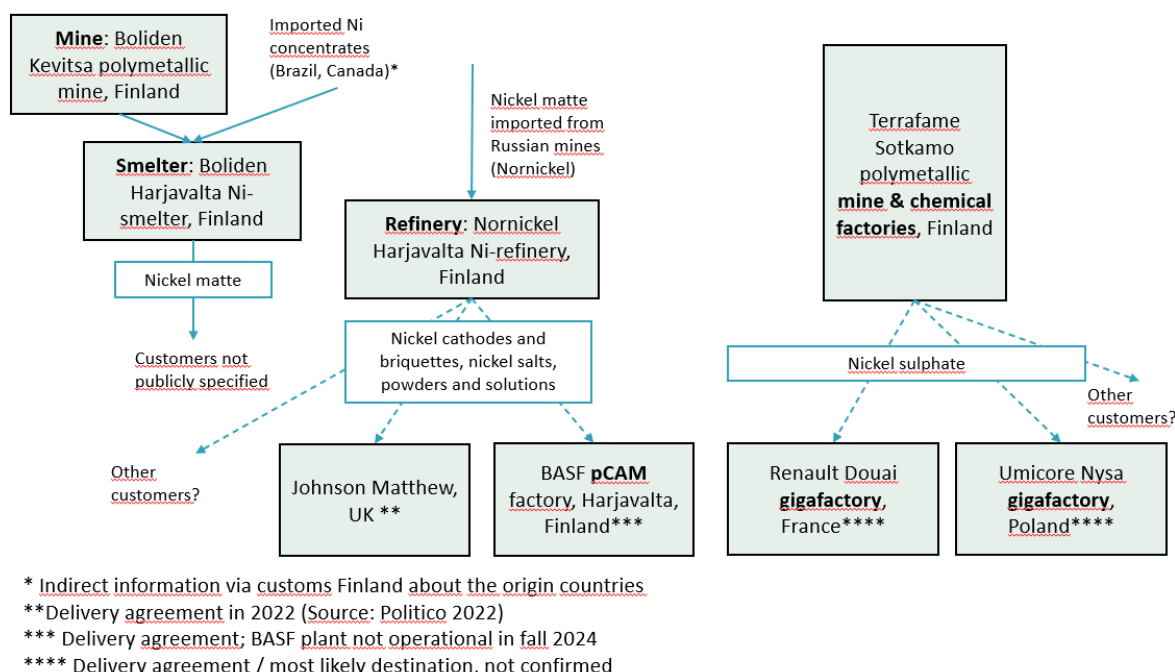 Mine: Boliden
Kevitsa polymetallic
mine, Finland
Imported Ni
concentrates
(Brazil, Canada)*
Nickel matte
imported from
Russian mines
(Nornickel)
Terrafame
Sotkamo
polymetallic
mine & chemical
factories, Finland
Smelter: Boliden
Harjavalta Ni-
smelter, Finland
Refinery: Nornickel
Harjavalta Ni-refinery,
Finland
Nickel matte
Customers not
publicly specified
Nickel cathodes and
briquettes, nickel salts,
powders and solutions
Nickel sulphate
Other
customers?
Other
customers?
Johnson Matthew,
UK **
BASF pCAM
factory, Harjavalta,
Finland***
Renault Douai
gigafactory,
France****
Umicore Nysa
gigafactory,
Poland****
* Indirect information via customs Finland about the origin countries
**Delivery agreement in 2022 (Source: Politico 2022)
*** Delivery agreement; BASF plant not operational in fall 2024
**** Delivery agreement / most likely destination, not confirmed